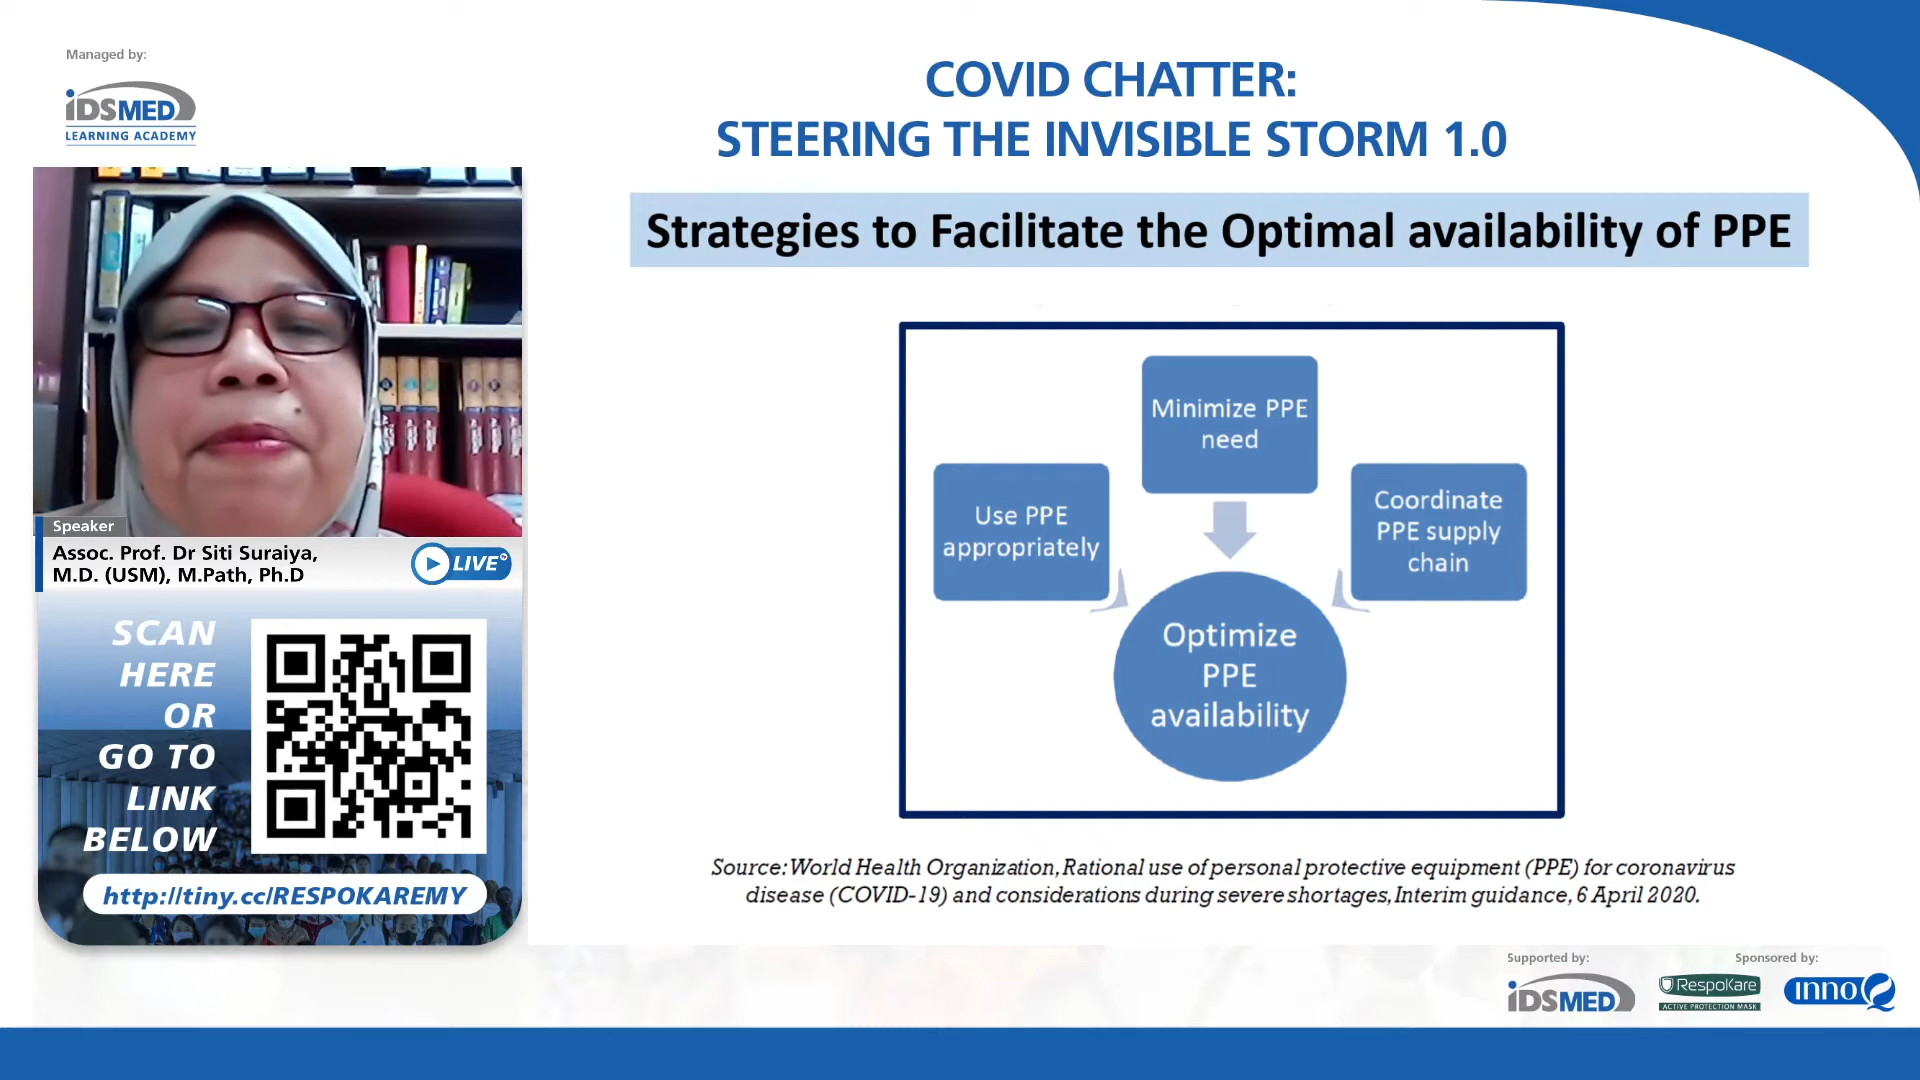 Managed by:
iDSMED
LEARNING ACADEMY
COVID CHATTER:
STEERING THE INVISIBLE STORM 1.0
Strategies to Facilitate the Optimal availability of PPE
Minimize PPE
need
Use PPE
appropriately
Coordinate
PPE supply
chain
Optimize
PPE
availability
Source: World Health Organization, Rational use of personal protective equipment (PPE) for coronavirus
disease (COVID-19) and considerations during severe shortages, Interim guidance, 6 April 2020.
Speaker
Assoc. Prof. Dr Siti Suraiya,
M.D. (USM), M.Path, Ph.D
LIVE
SCAN
HERE
OR
GO TO
LINK
BELOW
http://tiny.cc/RESPOKAREMY
Supported by:
iDSMED
Sponsored by:
RespoKare
ACTIVE PROTECTION MASK
INNOQ